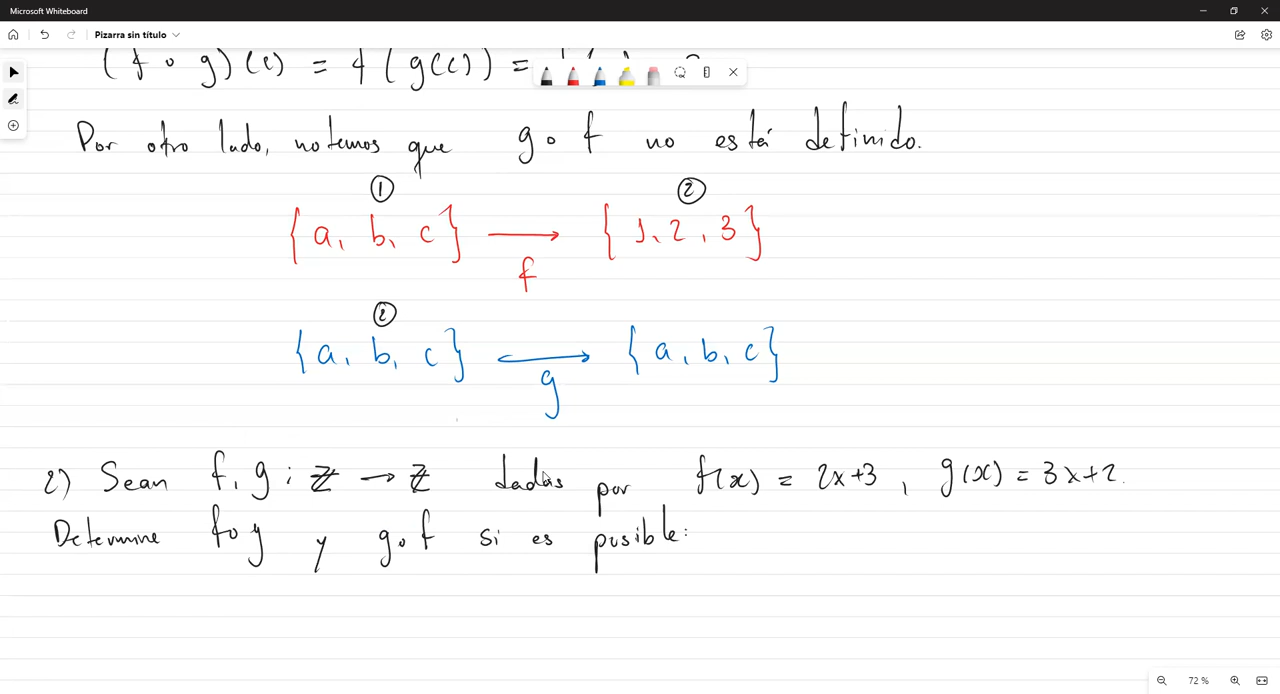 Microsoft Whiteboard
Pizarra sin título
(f ∘ g)(c) = f(g(c)) =
Por otro lado, notemos que g ∘ f no está definido.
① ②
{a, b, c} → {1, 2, 3}
f
②
{a, b, c} → {a, b, c}
g
2) Sean f, g : ℤ → ℤ dadas por f(x) = 2x+3, g(x) = 3x+2.
Determine f∘g y g∘f si es posible:
72 %